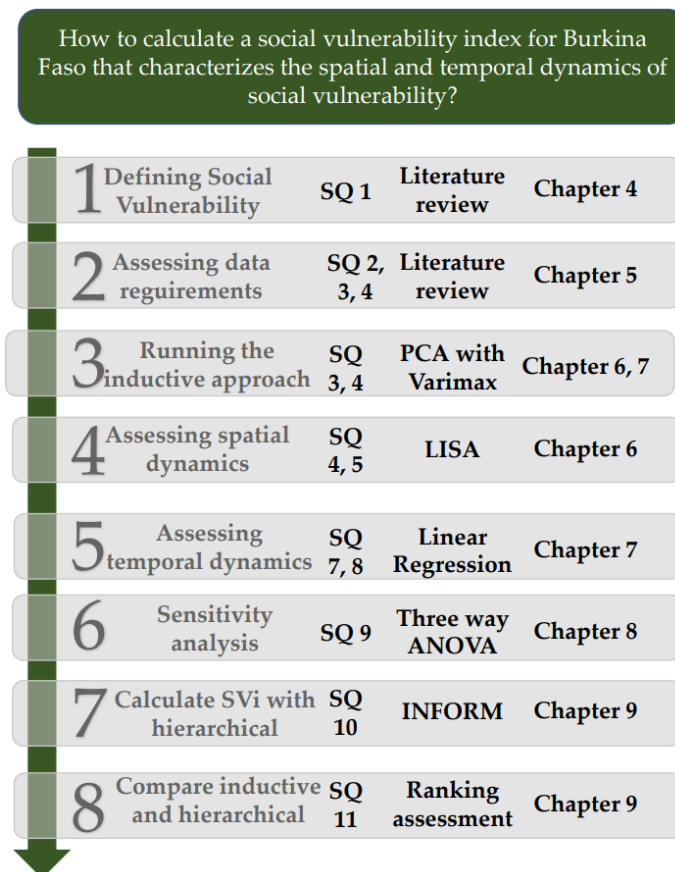 How to calculate a social vulnerability index for Burkina
Faso that characterizes the spatial and temporal dynamics of
social vulnerability?
1 Defining Social Vulnerability SQ 1 Literature review Chapter 4
2 Assessing data reguirements SQ 2, 3, 4 Literature review Chapter 5
3 Running the inductive approach SQ 3, 4 PCA with Varimax Chapter 6, 7
4 Assessing spatial dynamics SQ 4, 5 LISA Chapter 6
5 Assessing temporal dynamics SQ 7, 8 Linear Regression Chapter 7
6 Sensitivity analysis SQ 9 Three way ANOVA Chapter 8
7 Calculate SVi with hierarchical SQ 10 INFORM Chapter 9
8 Compare inductive and hierarchical SQ 11 Ranking assessment Chapter 9